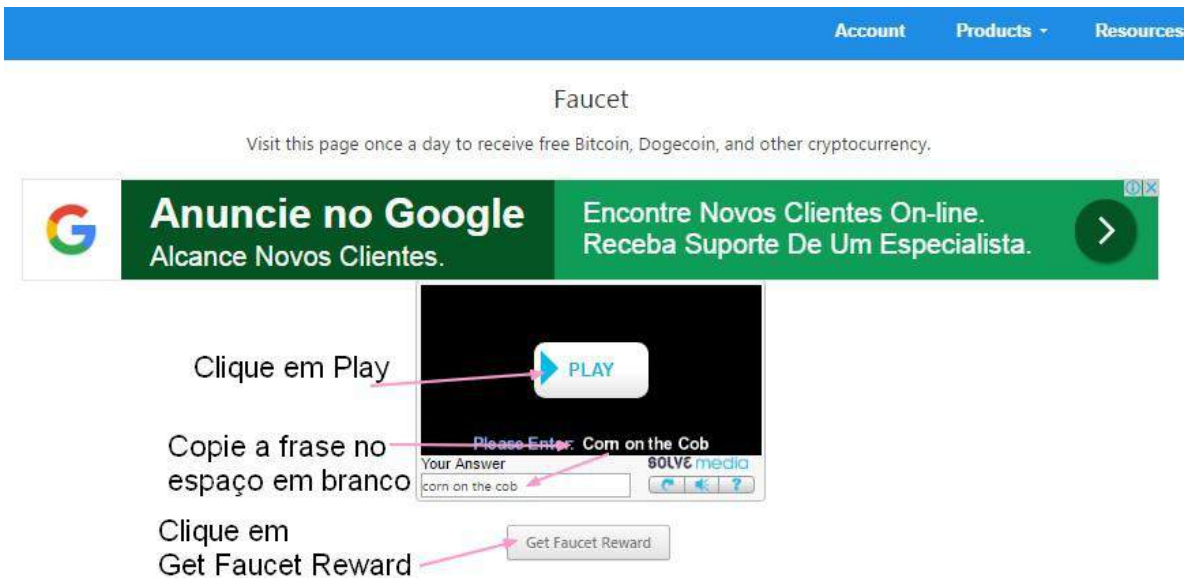 Account Products Resources
Faucet
Visit this page once a day to receive free Bitcoin, Dogecoin, and other cryptocurrency.
G
Anuncie no Google
Alcance Novos Clientes.
Encontre Novos Clientes On-line.
Receba Suporte De Um Especialista.
Clique em Play
PLAY
Copie a frase no
espaço em branco
Please Enter: Corn on the Cob
Your Answer
SOLVE media
corn on the cob
?
Clique em
Get Faucet Reward
Get Faucet Reward